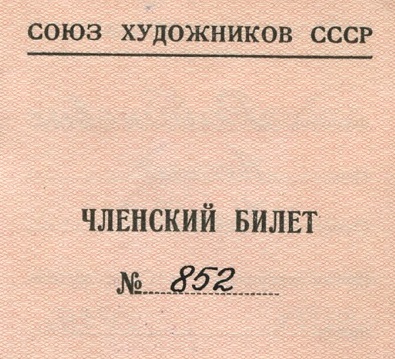 СОЮЗ ХУДОЖНИКОВ СССР
ЧЛЕНСКИЙ БИЛЕТ
№ 852